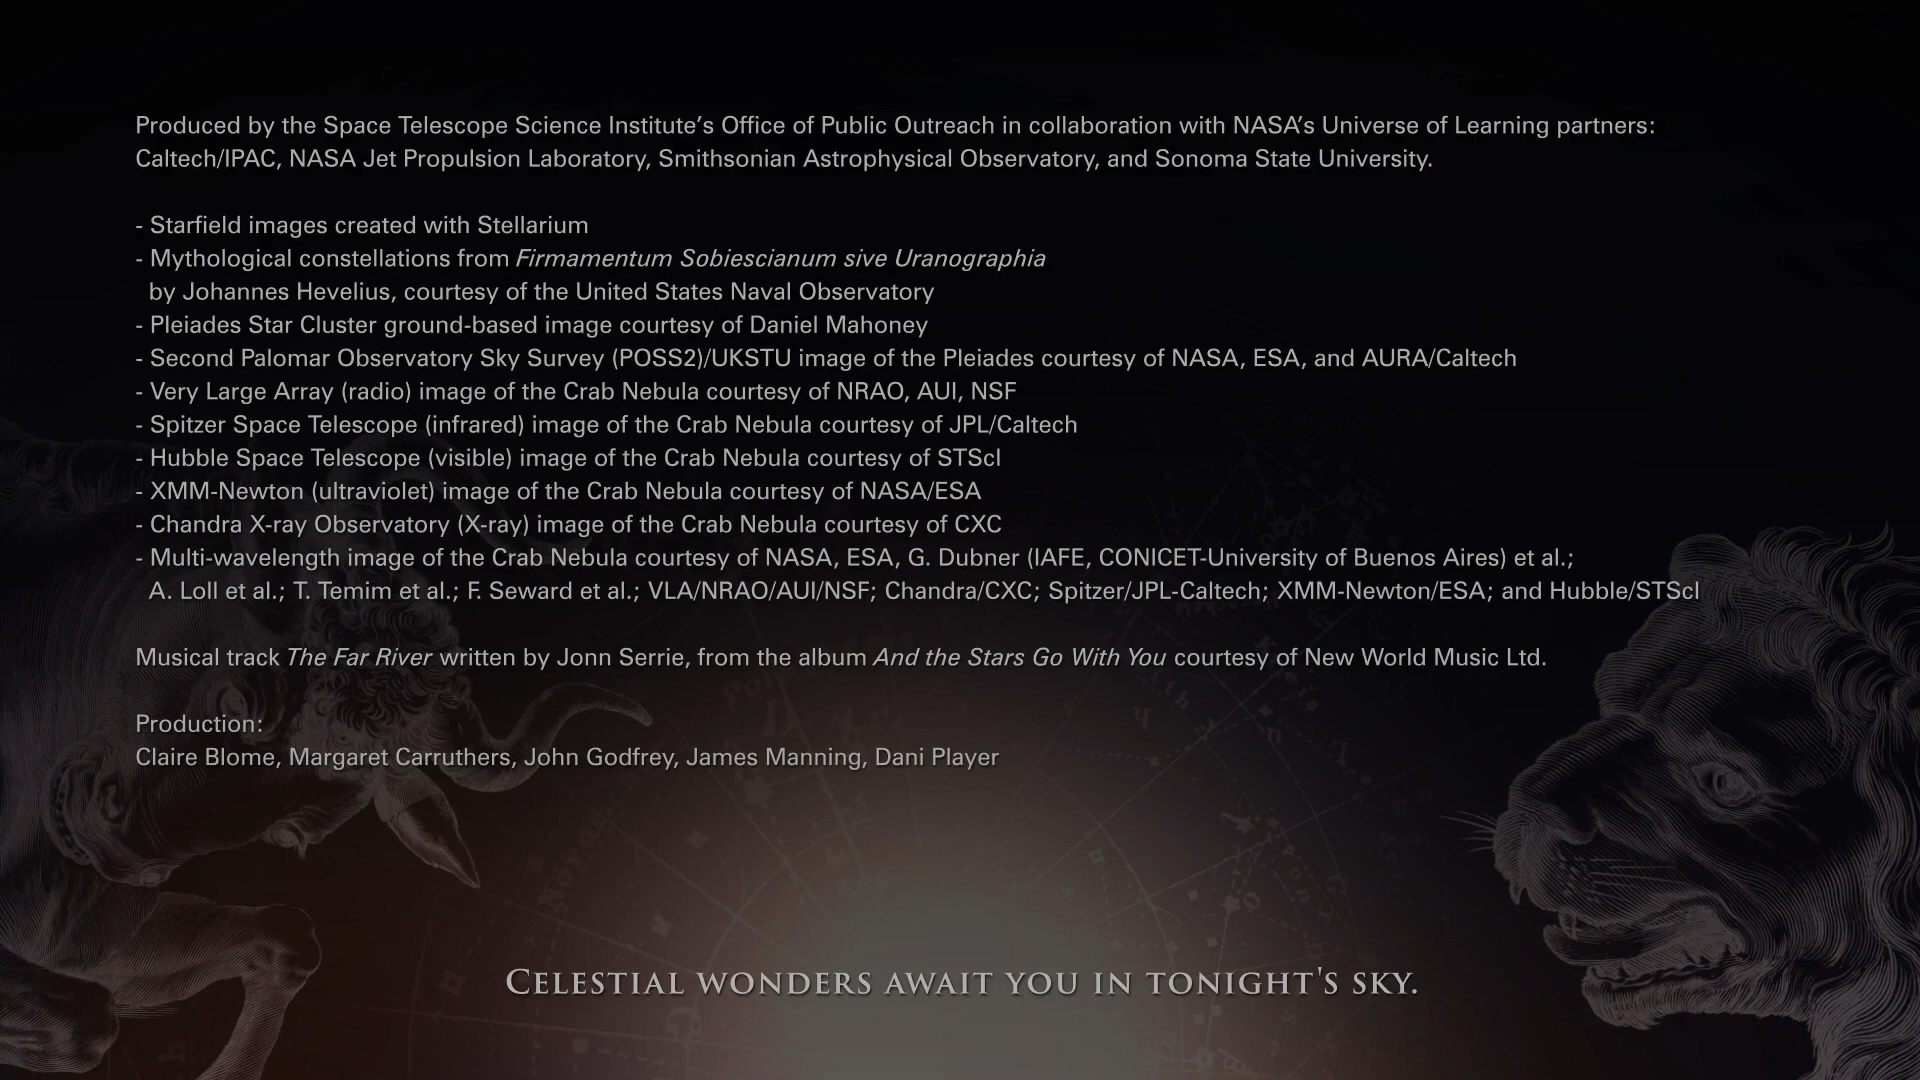 Produced by the Space Telescope Science Institute’s Office of Public Outreach in collaboration with NASA’s Universe of Learning partners:
Caltech/IPAC, NASA Jet Propulsion Laboratory, Smithsonian Astrophysical Observatory, and Sonoma State University.
- Starfield images created with Stellarium
- Mythological constellations from Firmamentum Sobiescianum sive Uranographia
by Johannes Hevelius, courtesy of the United States Naval Observatory
- Pleiades Star Cluster ground-based image courtesy of Daniel Mahoney
- Second Palomar Observatory Sky Survey (POSS2)/UKSTU image of the Pleiades courtesy of NASA, ESA, and AURA/Caltech
- Very Large Array (radio) image of the Crab Nebula courtesy of NRAO, AUI, NSF
- Spitzer Space Telescope (infrared) image of the Crab Nebula courtesy of JPL/Caltech
- Hubble Space Telescope (visible) image of the Crab Nebula courtesy of STScI
- XMM-Newton (ultraviolet) image of the Crab Nebula courtesy of NASA/ESA
- Chandra X-ray Observatory (X-ray) image of the Crab Nebula courtesy of CXC
- Multi-wavelength image of the Crab Nebula courtesy of NASA, ESA, G. Dubner (IAFE, CONICET-University of Buenos Aires) et al.;
A. Loll et al.; T. Temim et al.; F. Seward et al.; VLA/NRAO/AUI/NSF; Chandra/CXC; Spitzer/JPL-Caltech; XMM-Newton/ESA; and Hubble/STScI
Musical track The Far River written by Jonn Serrie, from the album And the Stars Go With You courtesy of New World Music Ltd.
Production:
Claire Blome, Margaret Carruthers, John Godfrey, James Manning, Dani Player
Celestial wonders await you in tonight's sky.